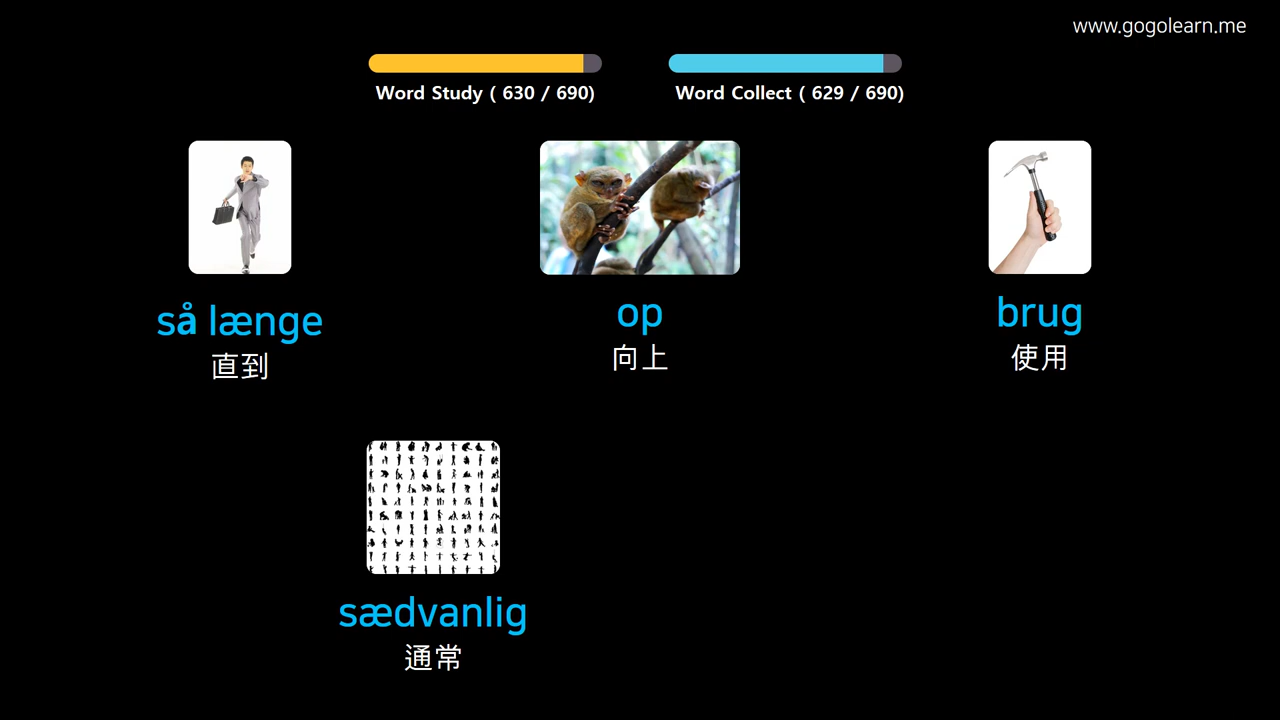 www.gogolearn.me
Word Study ( 630 / 690)
Word Collect ( 629 / 690)
så længe
直到
op
向上
brug
使用
sædvanlig
通常